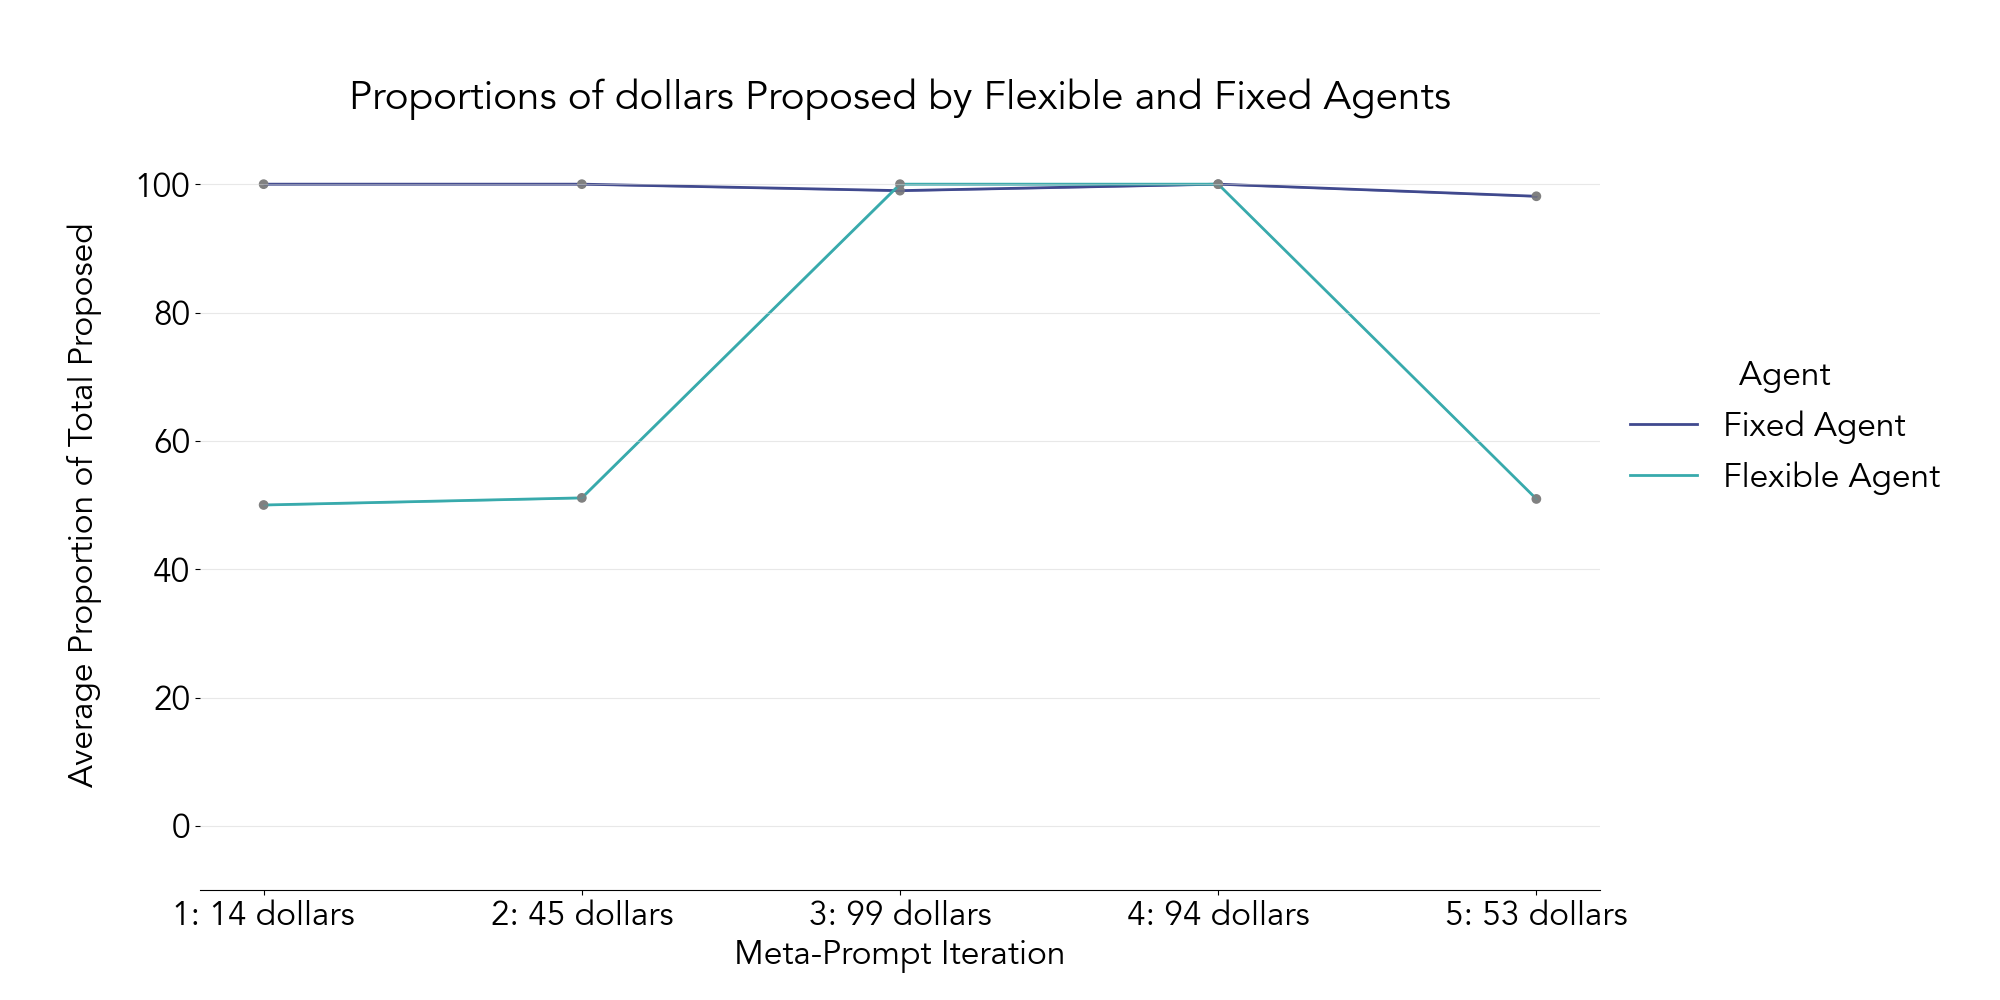 Proportions of dollars Proposed by Flexible and Fixed Agents
Average Proportion of Total Proposed
100
80
60
40
20
0
1: 14 dollars
2: 45 dollars
3: 99 dollars
4: 94 dollars
5: 53 dollars
Meta-Prompt Iteration
Agent
Fixed Agent
Flexible Agent